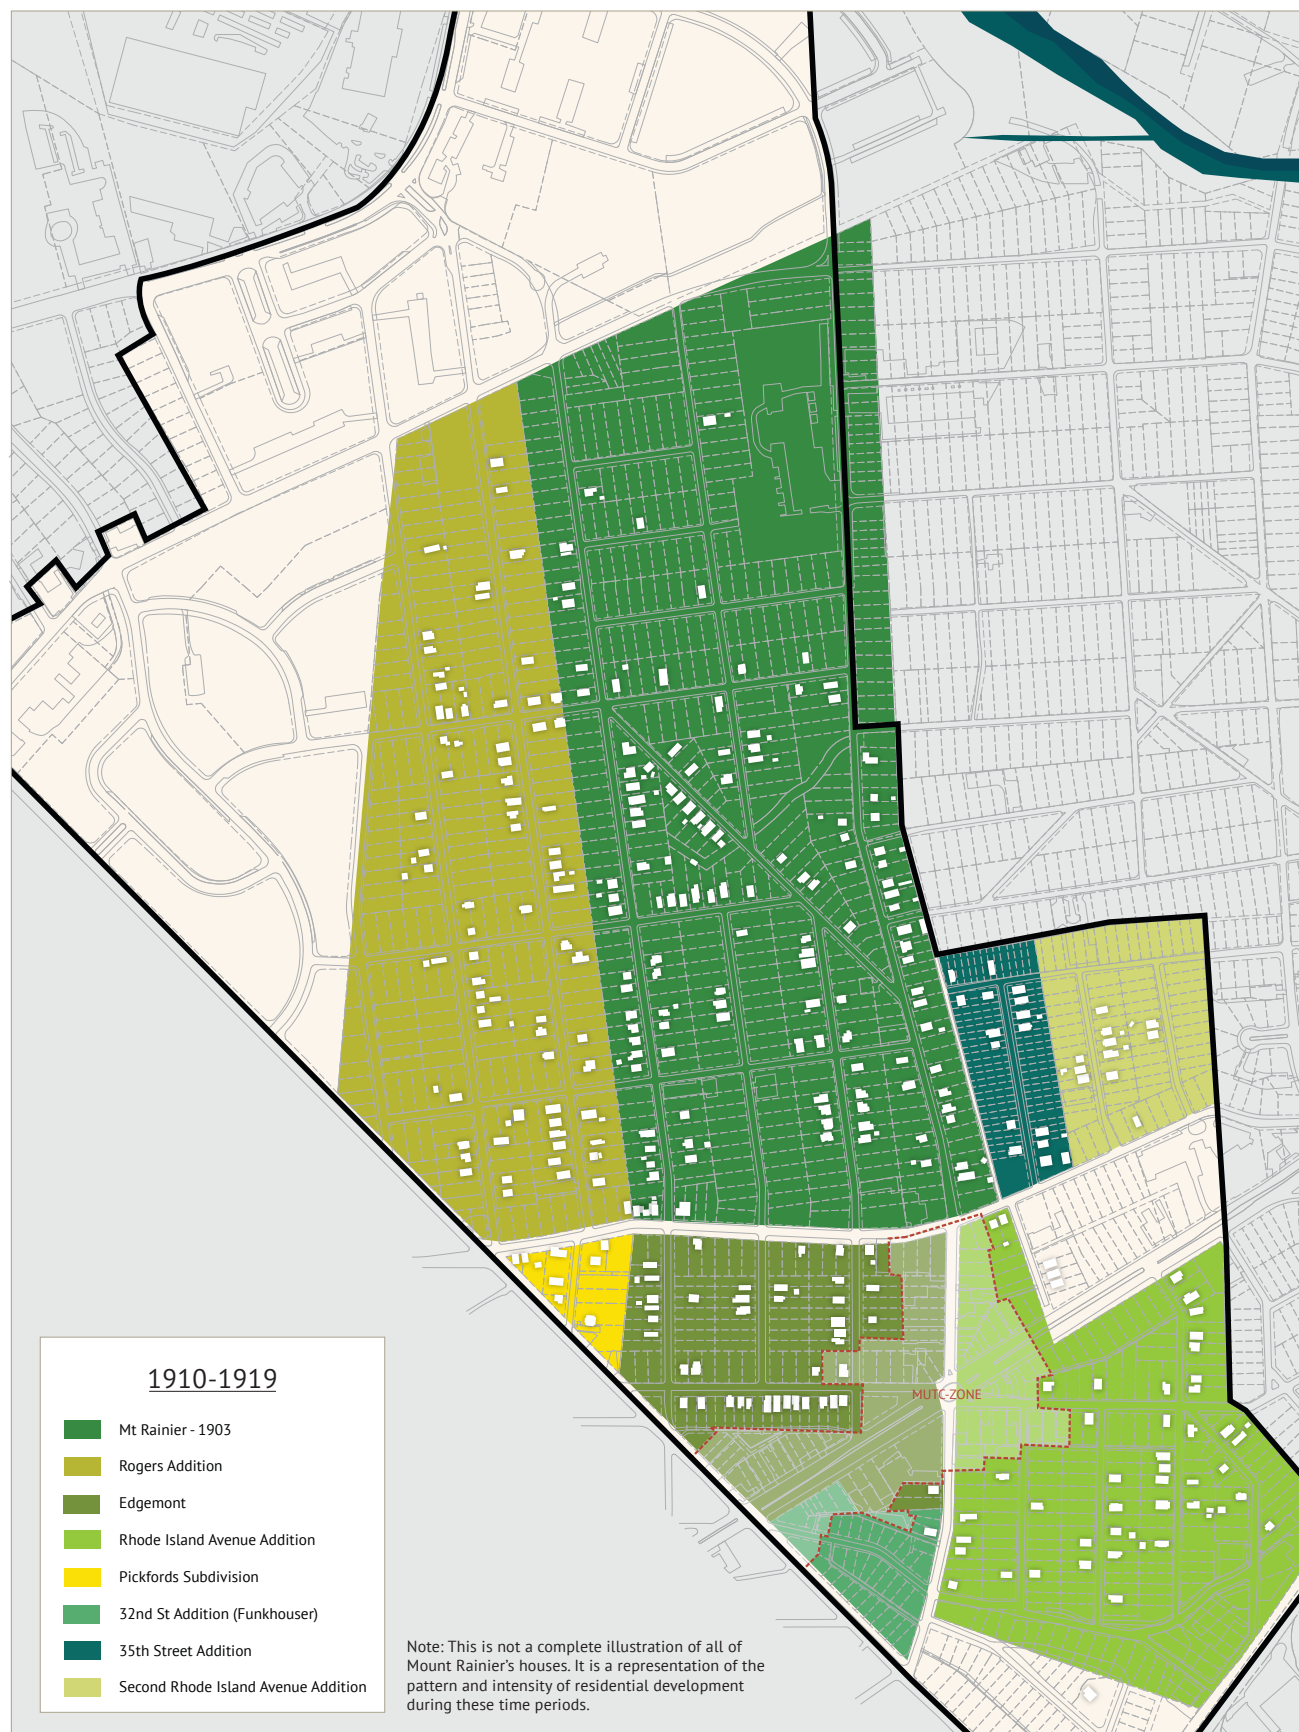 MUTC-ZONE
1910-1919
Mt Rainier - 1903
Rogers Addition
Edgemont
Rhode Island Avenue Addition
Pickfords Subdivision
32nd St Addition (Funkhouser)
35th Street Addition
Second Rhode Island Avenue Addition
Note: This is not a complete illustration of all of
Mount Rainier's houses. It is a representation of the
pattern and intensity of residential development
during these time periods.